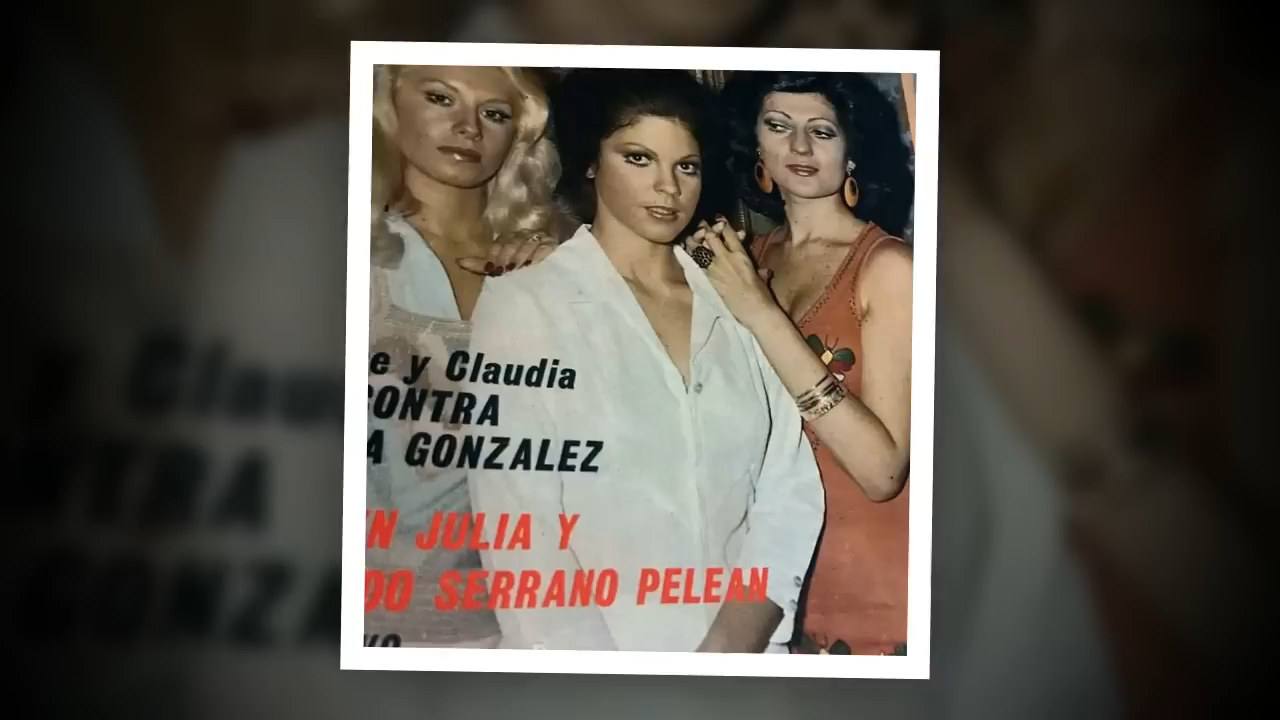 e y Claudia
CONTRA
A GONZALEZ
N JULIA Y
DO SERRANO PELEAN